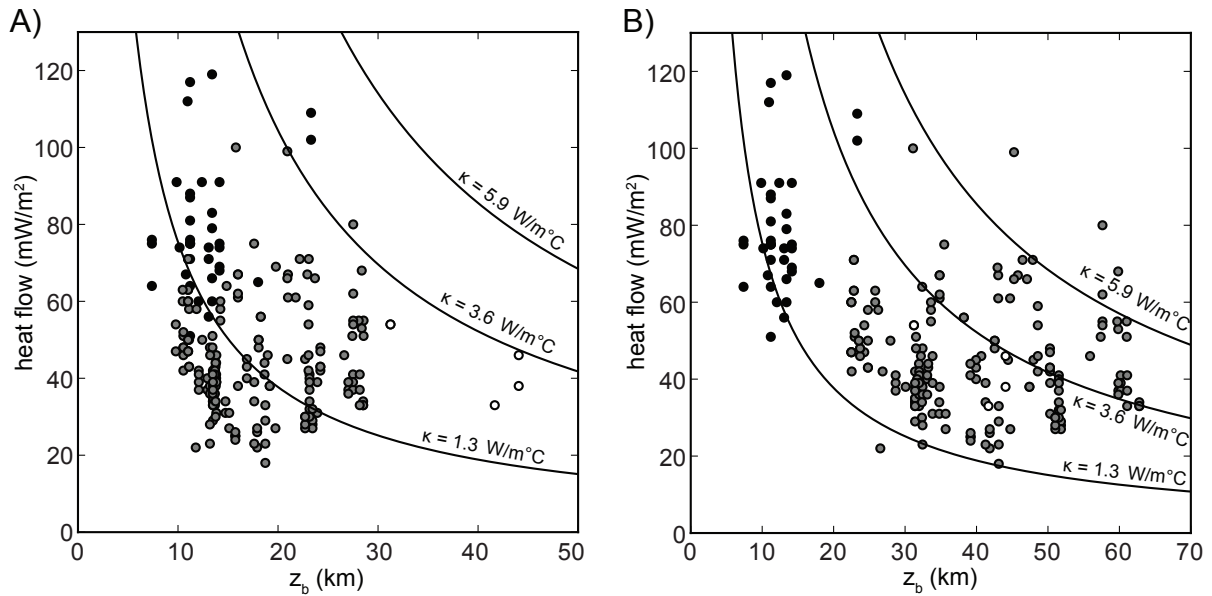 A)
heat flow (mW/m²)
120
100
80
60
40
20
0
κ = 5.9 W/m°C
κ = 3.6 W/m°C
κ = 1.3 W/m°C
0 10 20 30 40 50
z_b (km)
B)
heat flow (mW/m²)
120
100
80
60
40
20
0
κ = 5.9 W/m°C
κ = 3.6 W/m°C
κ = 1.3 W/m°C
0 10 20 30 40 50 60 70
z_b (km)